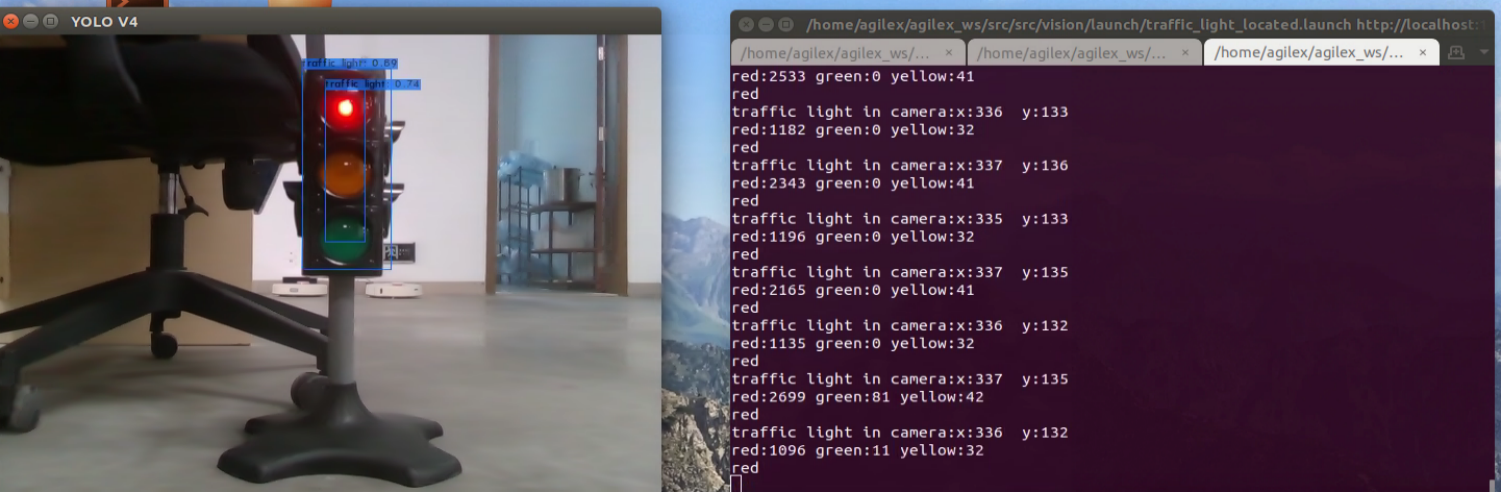 YOLO V4
traffic light 0.69
traffic light 0.74
/home/agilex/agilex_ws/src/src/vision/launch/traffic_light_located.launch http://localhost:
/home/agilex/agilex_ws/... × /home/agilex/agilex_ws/... × /home/agilex/agilex_ws/... ×
red:2533 green:0 yellow:41
red
traffic light in camera:x:336 y:133
red:1182 green:0 yellow:32
red
traffic light in camera:x:337 y:136
red:2343 green:0 yellow:41
red
traffic light in camera:x:335 y:133
red:1196 green:0 yellow:32
red
traffic light in camera:x:337 y:135
red:2165 green:0 yellow:41
red
traffic light in camera:x:336 y:132
red:1135 green:0 yellow:32
red
traffic light in camera:x:337 y:135
red:2699 green:81 yellow:42
red
traffic light in camera:x:336 y:132
red:1096 green:11 yellow:32
red